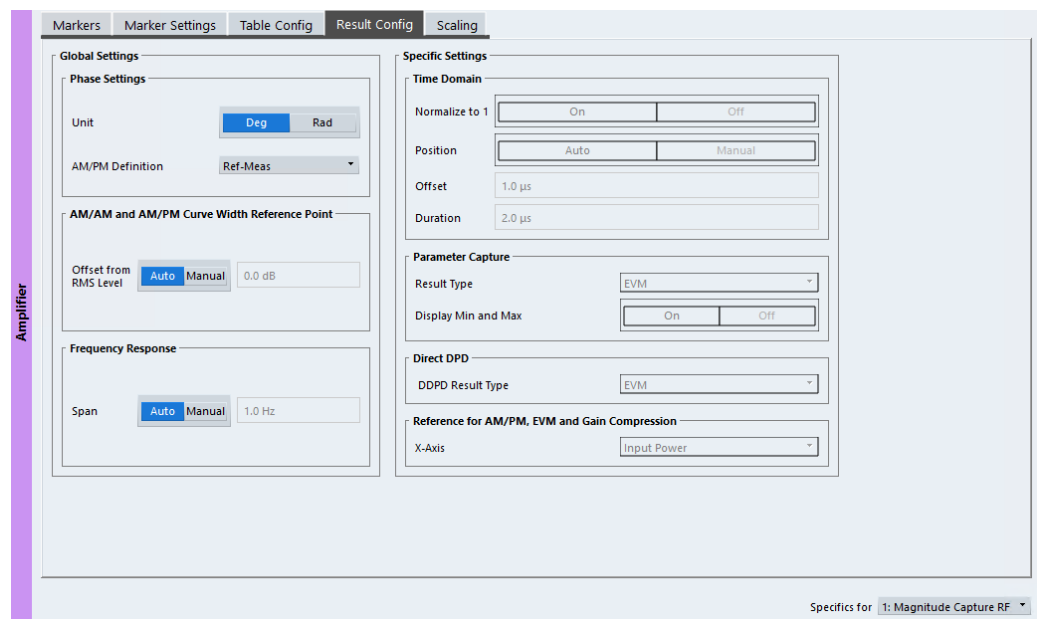 Markers Marker Settings Table Config Result Config Scaling
Amplifier
Global Settings
Phase Settings
Unit Deg Rad
AM/PM Definition Ref-Meas
AM/AM and AM/PM Curve Width Reference Point
Offset from
RMS Level Auto Manual 0.0 dB
Frequency Response
Span Auto Manual 1.0 Hz
Specific Settings
Time Domain
Normalize to 1 On Off
Position Auto Manual
Offset 1.0 µs
Duration 2.0 µs
Parameter Capture
Result Type EVM
Display Min and Max On Off
Direct DPD
DDPD Result Type EVM
Reference for AM/PM, EVM and Gain Compression
X-Axis Input Power
Specifics for 1: Magnitude Capture RF